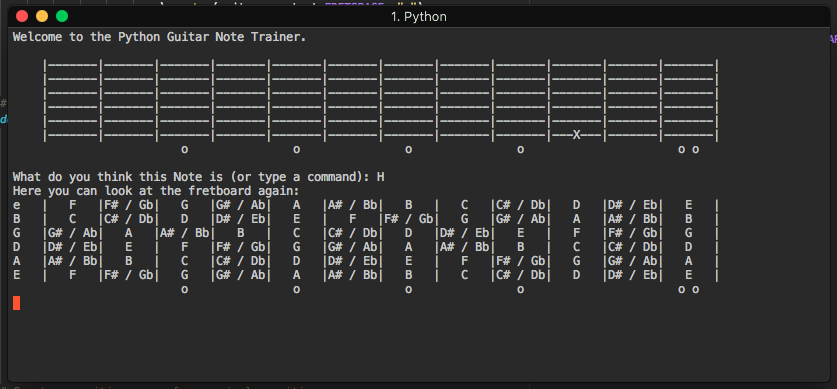 1. Python
Welcome to the Python Guitar Note Trainer.
|———————|———————|———————|———————|———————|———————|———————|———————|———————|———————|———————|———————|
|———————|———————|———————|———————|———————|———————|———————|———————|———————|———————|———————|———————|
|———————|———————|———————|———————|———————|———————|———————|———————|———————|———————|———————|———————|
|———————|———————|———————|———————|———————|———————|———————|———————|———————|———————|———————|———————|
|———————|———————|———————|———————|———————|———————|———————|———————|———————|———————|———————|———————|
|———————|———————|———————|———————|———————|———————|———————|———————|———————|———X———|———————|———————|
o o o o o o
What do you think this Note is (or type a command): H
Here you can look at the fretboard again:
e | F |F# / Gb| G |G# / Ab| A |A# / Bb| B | C |C# / Db| D |D# / Eb| E |
B | C |C# / Db| D |D# / Eb| E | F |F# / Gb| G |G# / Ab| A |A# / Bb| B |
G |G# / Ab| A |A# / Bb| B | C |C# / Db| D |D# / Eb| E | F |F# / Gb| G |
D |D# / Eb| E | F |F# / Gb| G |G# / Ab| A |A# / Bb| B | C |C# / Db| D |
A |A# / Bb| B | C |C# / Db| D |D# / Eb| E | F |F# / Gb| G |G# / Ab| A |
E | F |F# / Gb| G |G# / Ab| A |A# / Bb| B | C |C# / Db| D |D# / Eb| E |
o o o o o o